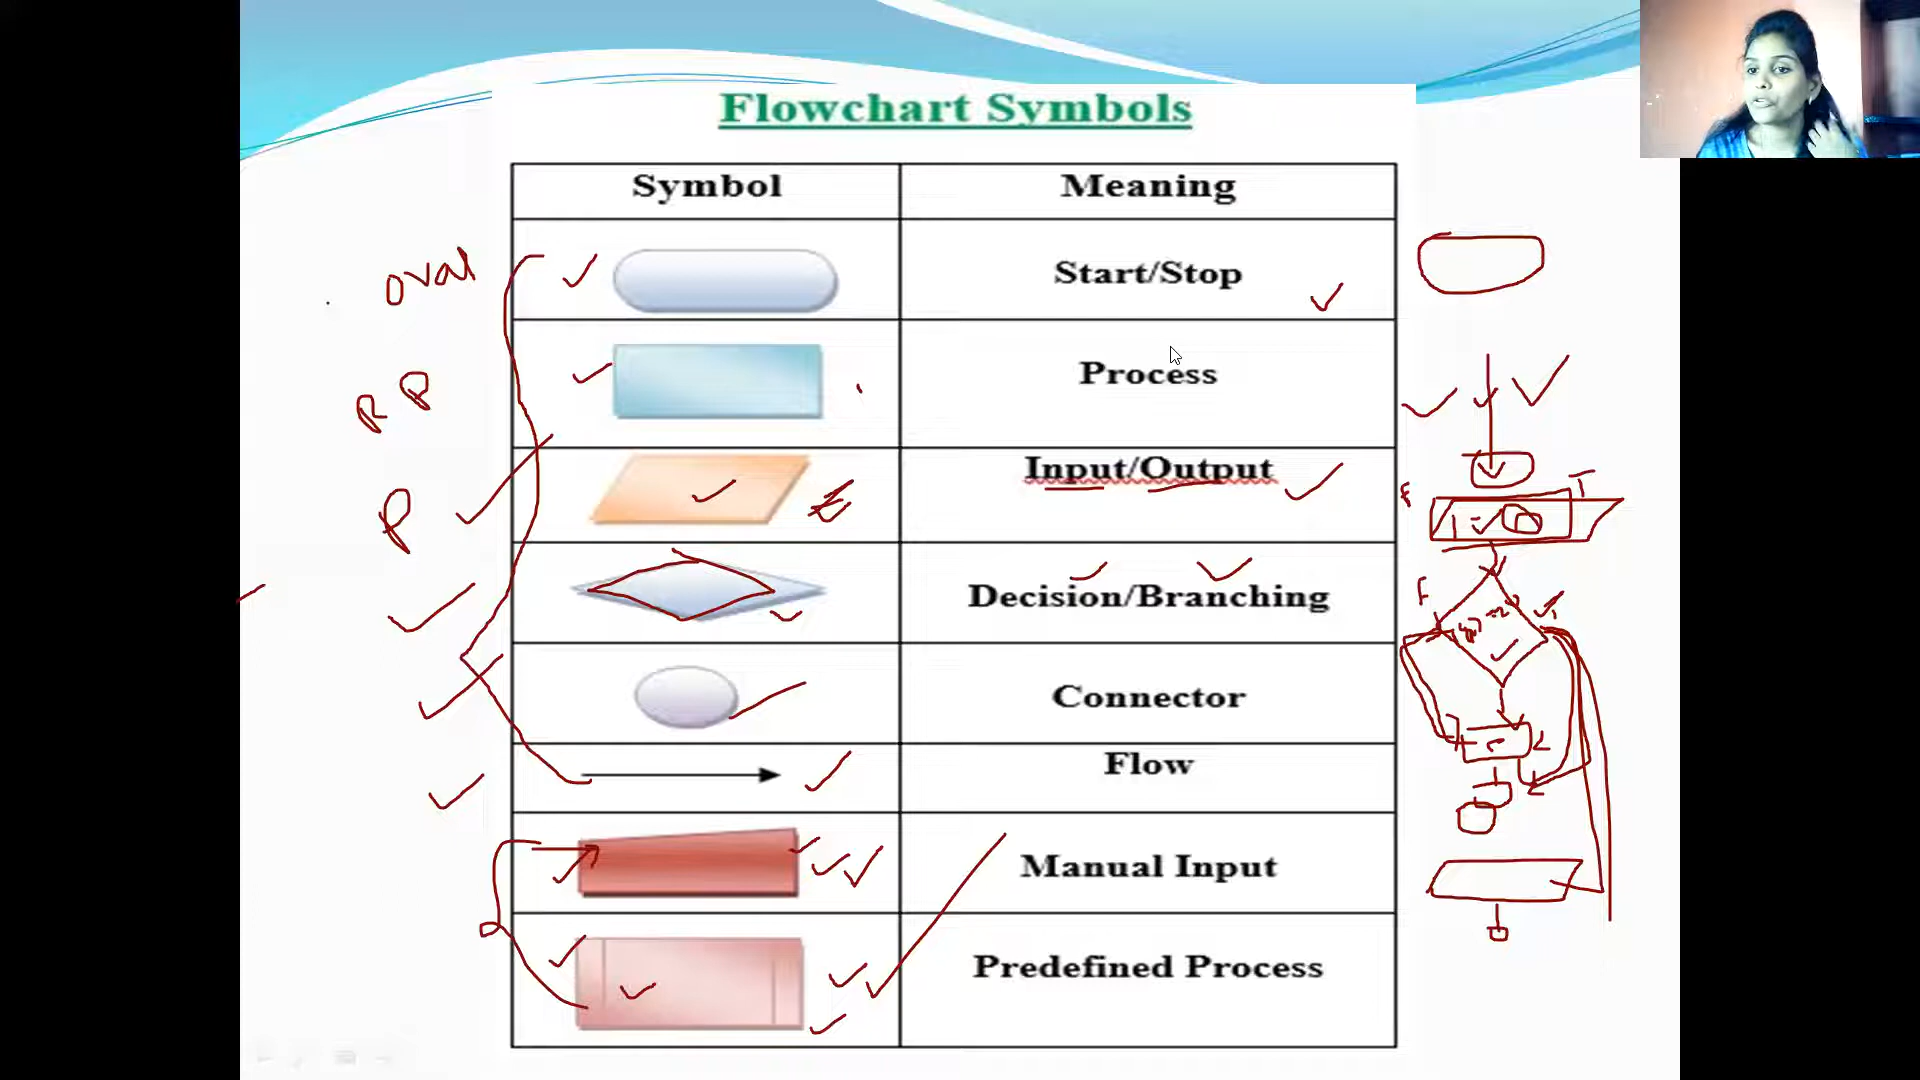 Flowchart Symbols
Symbol Meaning
oval Start/Stop
R P Process
P Input/Output
Decision/Branching
Connector
Flow
Manual Input
Predefined Process
F T
F